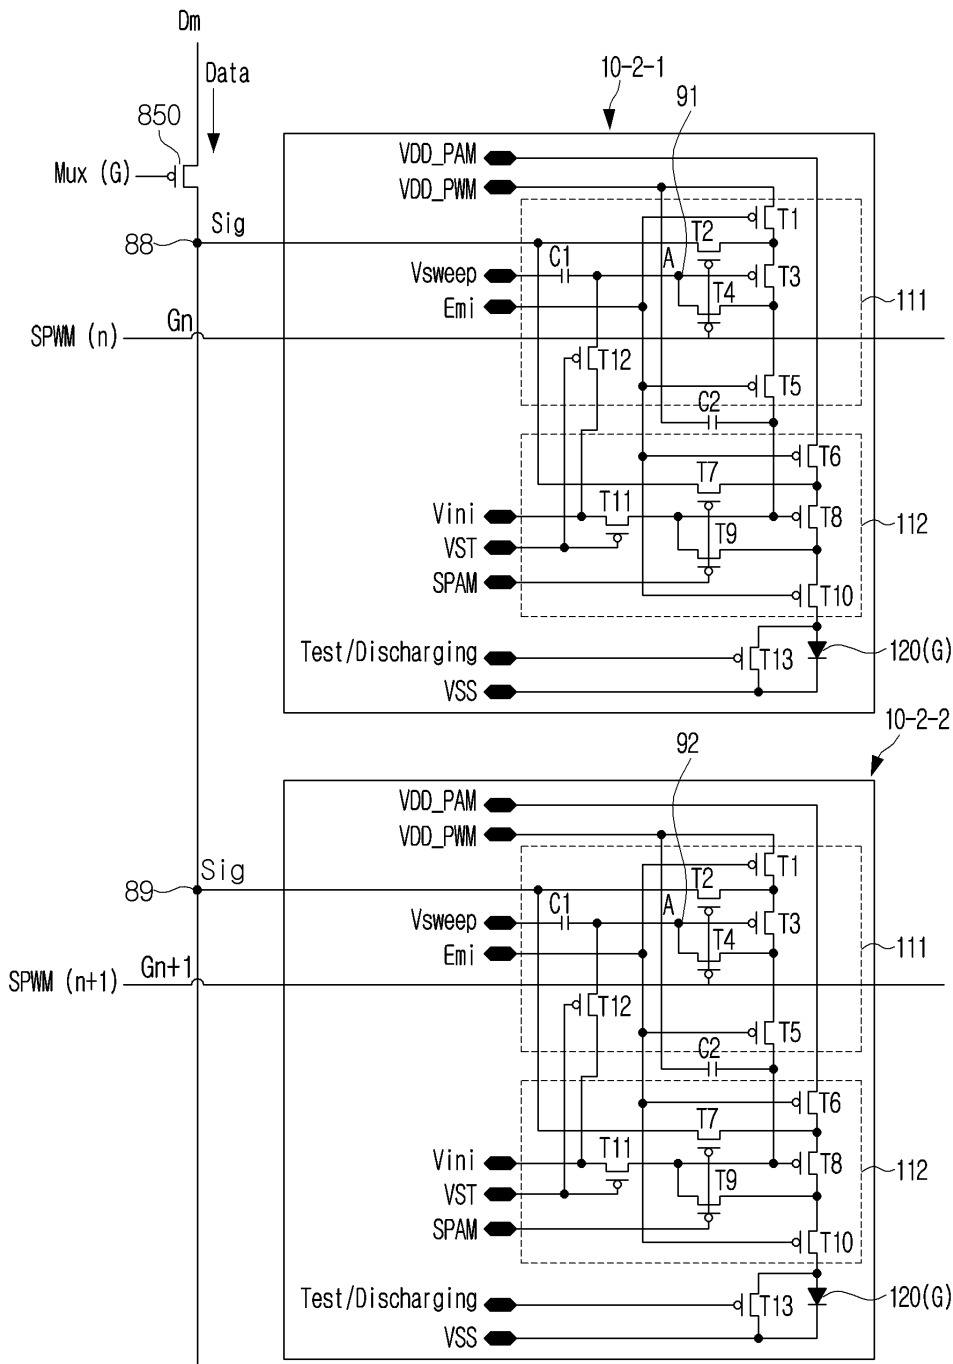 Dm
Data
850
Mux (G)
10-2-1
91
VDD_PAM
VDD_PWM
T1
Sig
88
T2
C1
A
Vsweep
T3
T4
Emi
111
Gn
SPWM (n)
T12
T5
C2
T6
T7
T11
Vini
T8
112
T9
VST
SPAM
T10
Test/Discharging
T13
120(G)
VSS
10-2-2
92
VDD_PAM
VDD_PWM
T1
Sig
89
T2
C1
A
Vsweep
T3
T4
Emi
111
Gn+1
SPWM (n+1)
T12
T5
C2
T6
T7
T11
Vini
T8
112
T9
VST
SPAM
T10
Test/Discharging
T13
120(G)
VSS